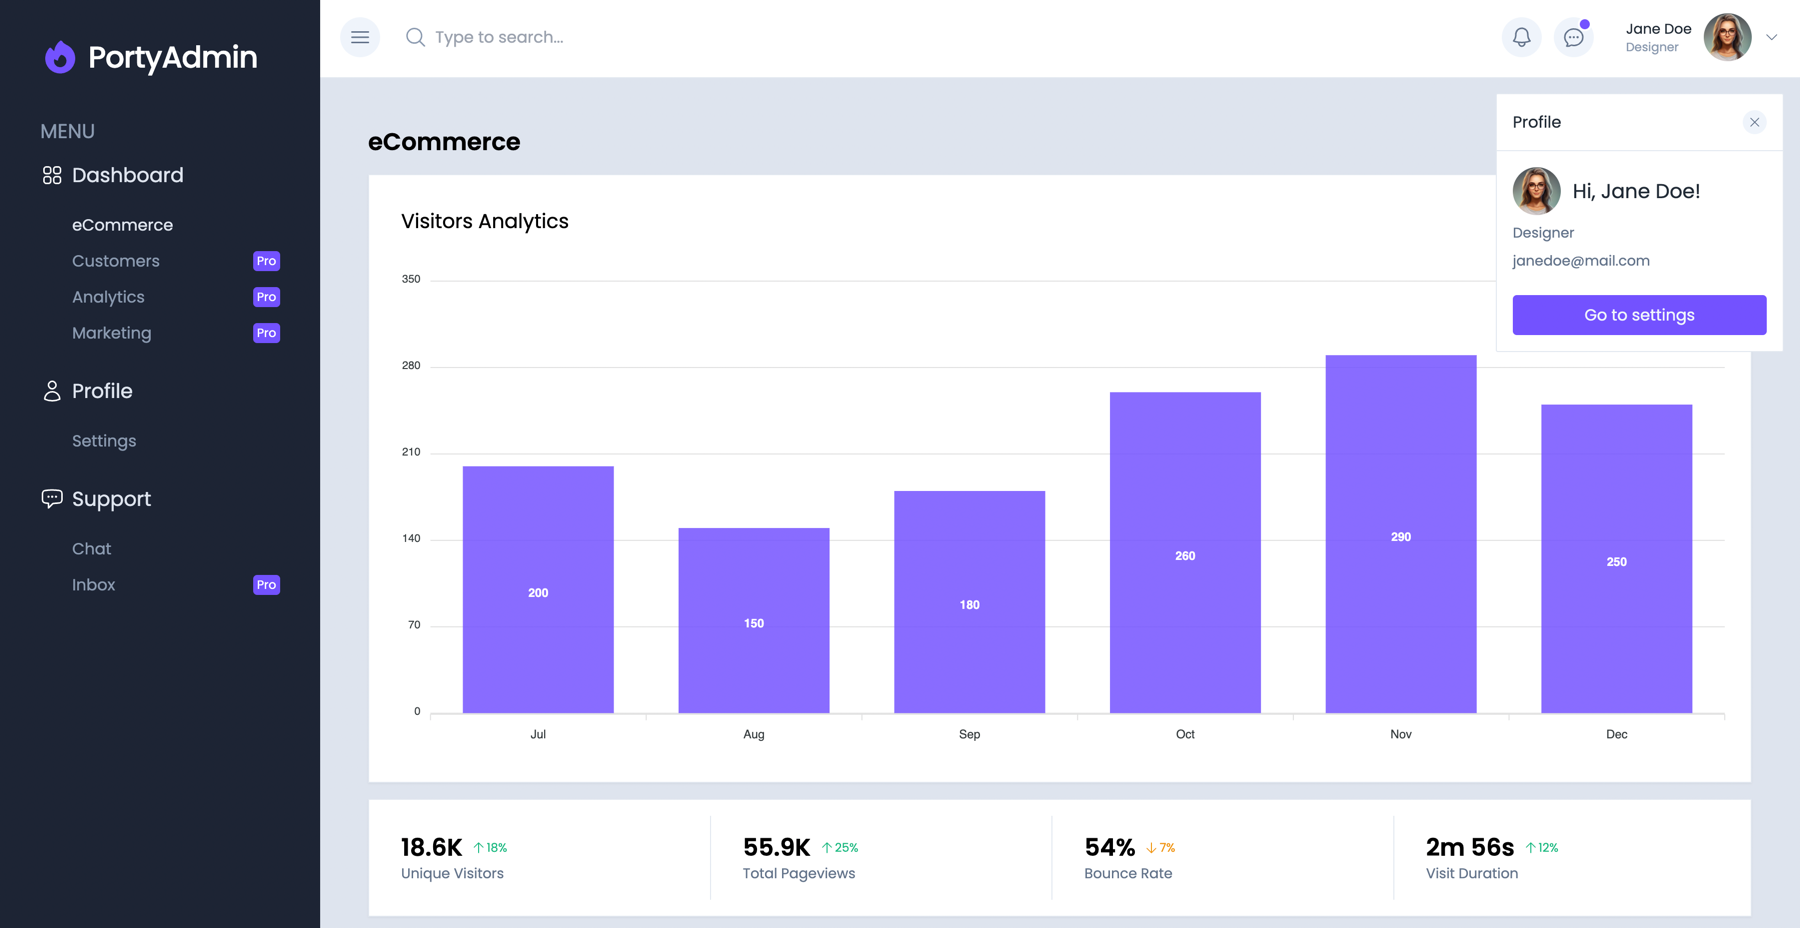 PortyAdmin
MENU
Dashboard
eCommerce
Customers Pro
Analytics Pro
Marketing Pro
Profile
Settings
Support
Chat
Inbox Pro
Type to search...
Jane Doe
Designer
Profile
Hi, Jane Doe!
Designer
janedoe@mail.com
Go to settings
eCommerce
Visitors Analytics
350
280
210
140
70
0
200
150
180
260
290
250
Jul Aug Sep Oct Nov Dec
18.6K 18%
Unique Visitors
55.9K 25%
Total Pageviews
54% 7%
Bounce Rate
2m 56s 12%
Visit Duration